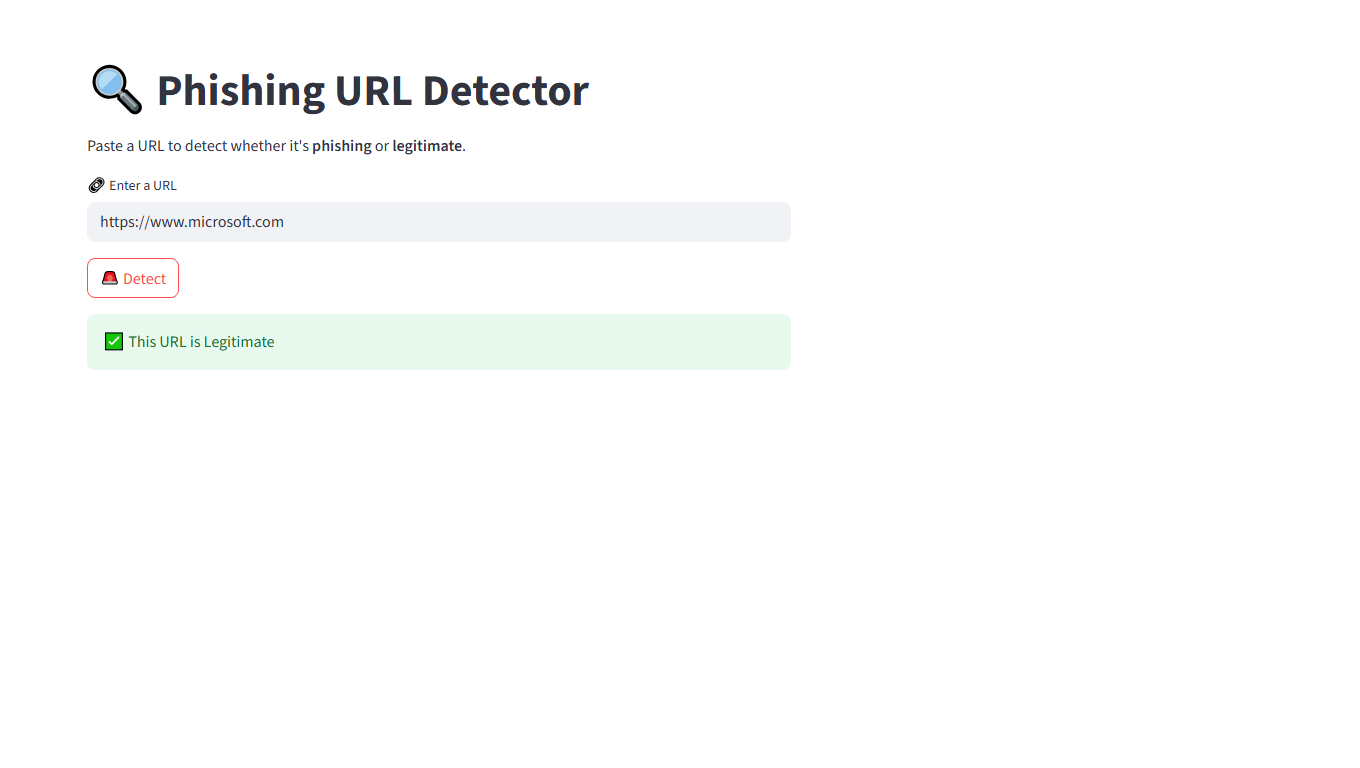 🔍 Phishing URL Detector
Paste a URL to detect whether it's phishing or legitimate.
🔗 Enter a URL
https://www.microsoft.com
🚨 Detect
✅ This URL is Legitimate